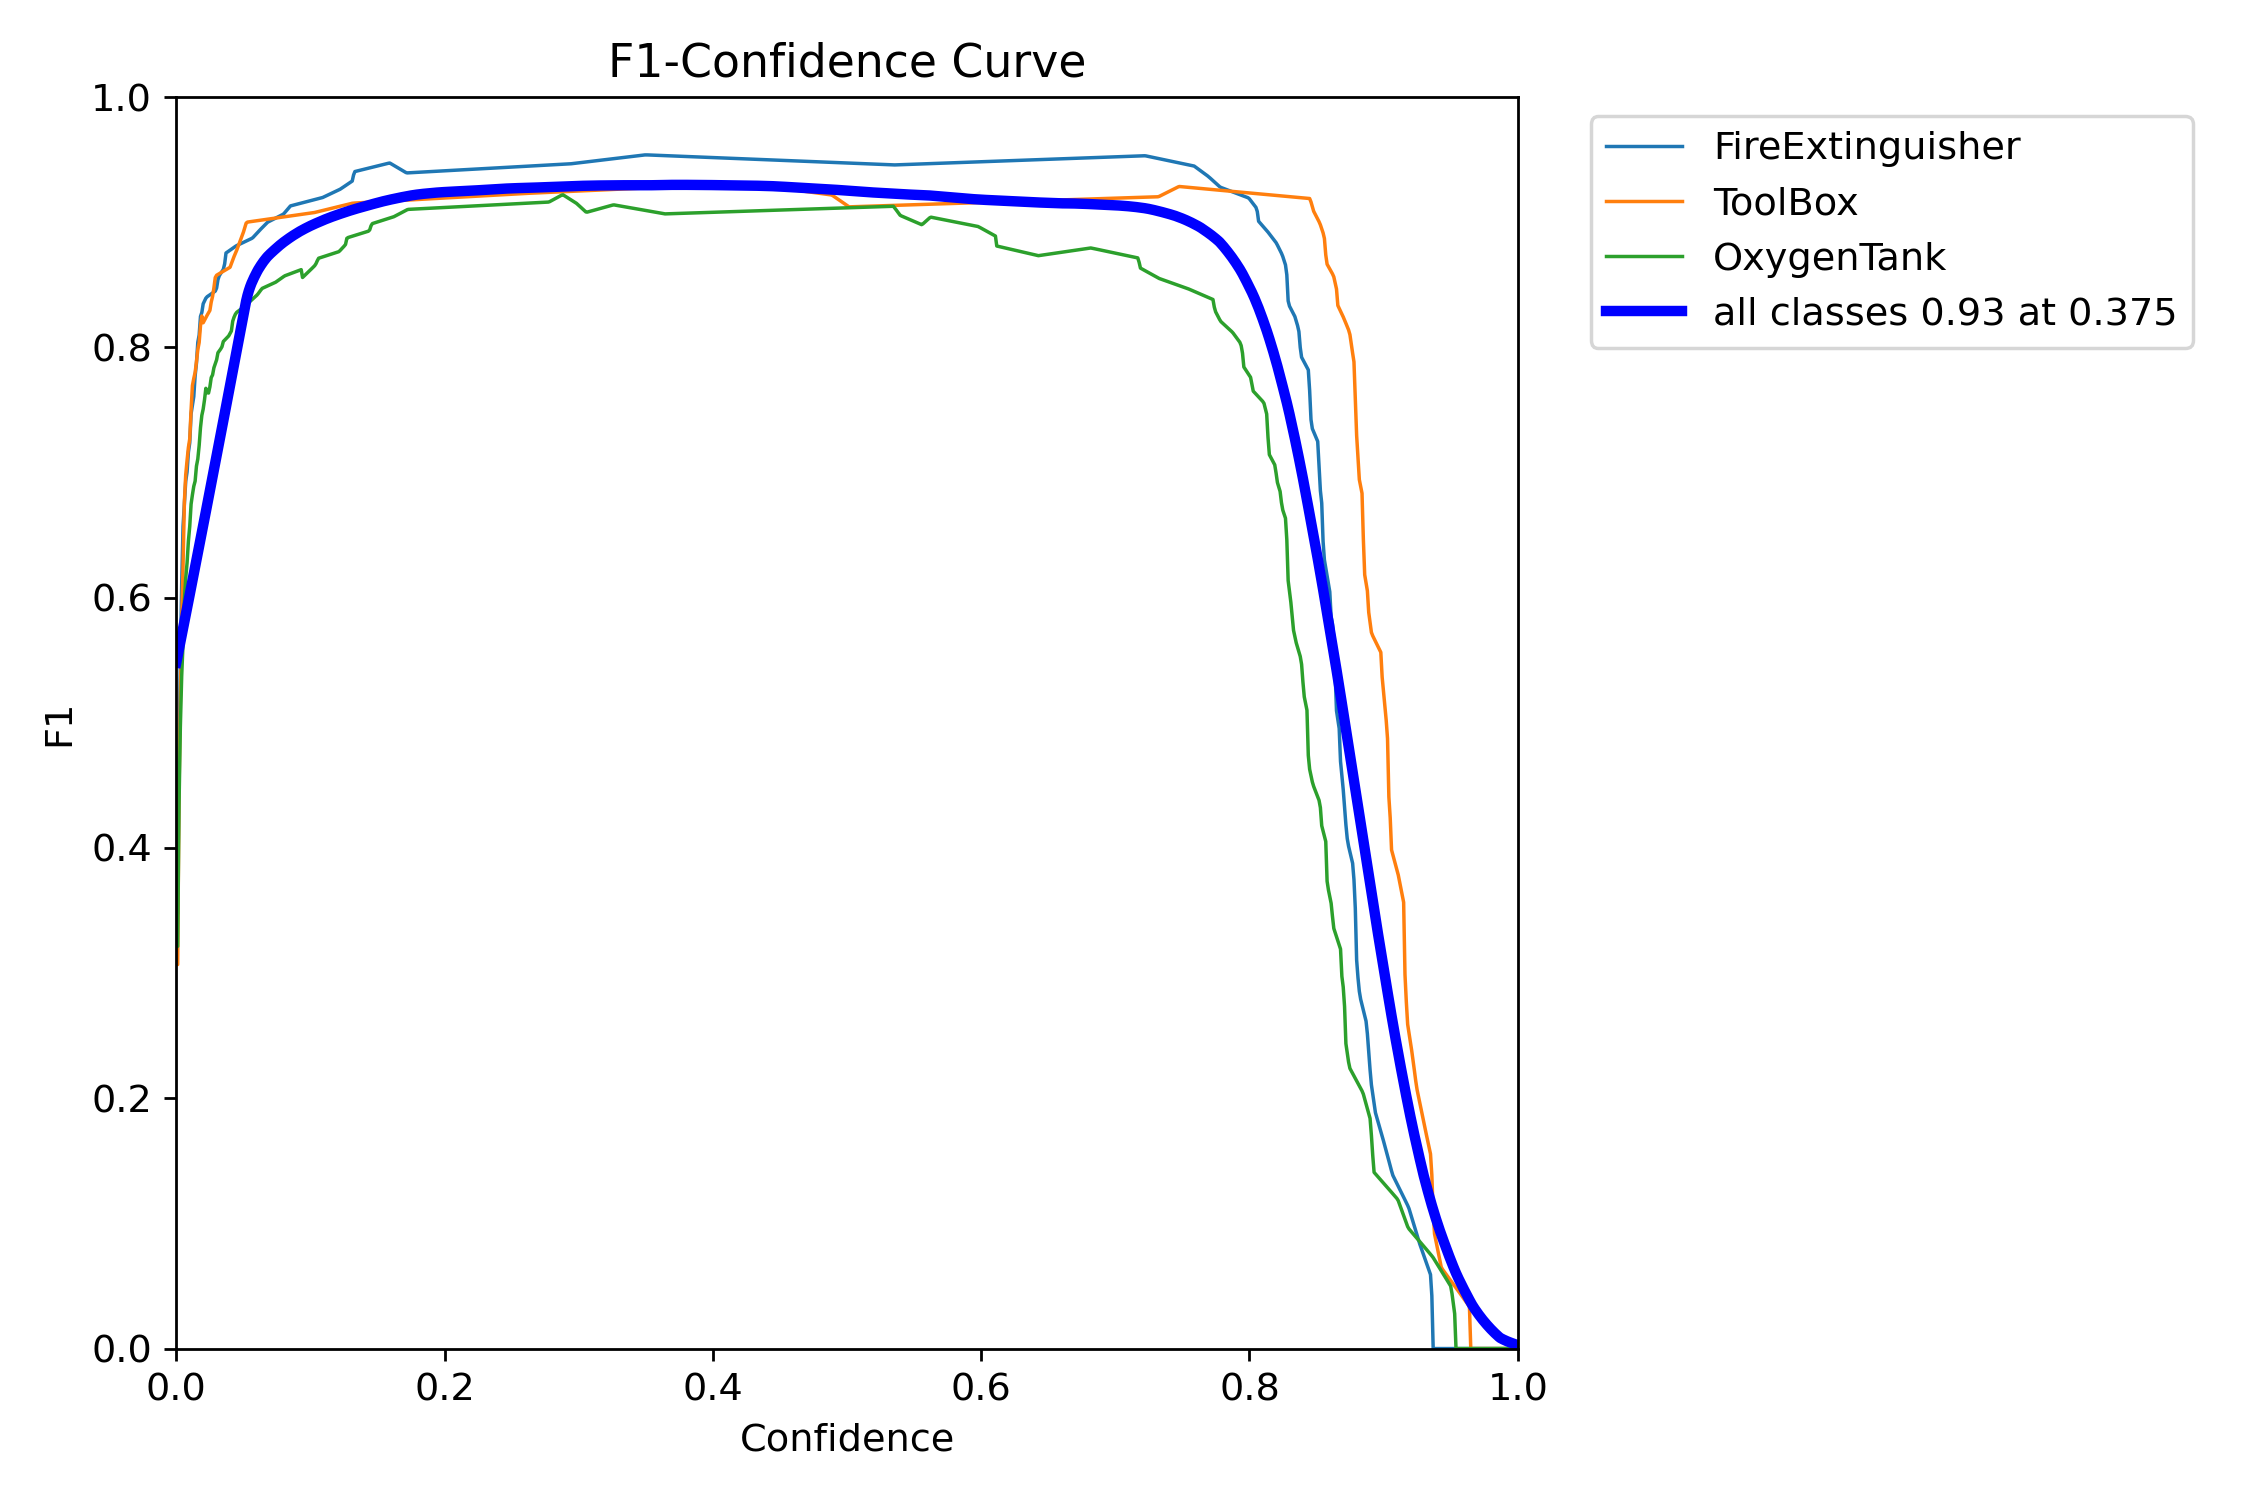 F1-Confidence Curve
1.0
0.8
0.6
0.4
0.2
0.0
F1
0.0 0.2 0.4 0.6 0.8 1.0
Confidence
FireExtinguisher
ToolBox
OxygenTank
all classes 0.93 at 0.375